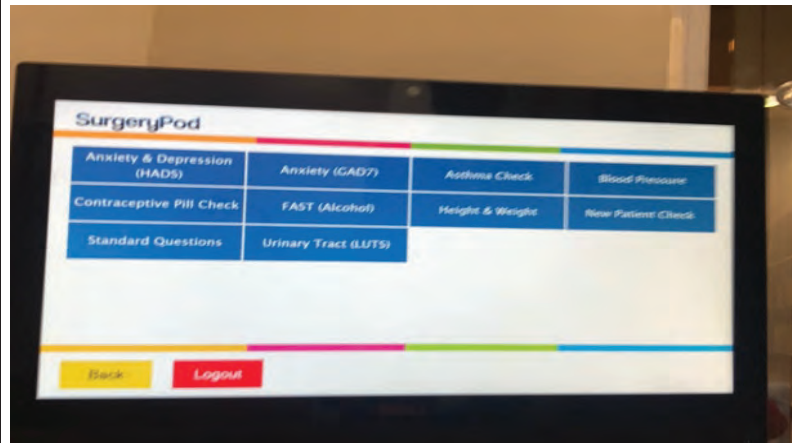 SurgeryPod
Anxiety & Depression
(HADS)
Anxiety (GAD7)
Asthma Check
Blood Pressure
Contraceptive Pill Check
FAST (Alcohol)
Height & Weight
New Patient Check
Standard Questions
Urinary Tract (LUTS)
Back
Logout